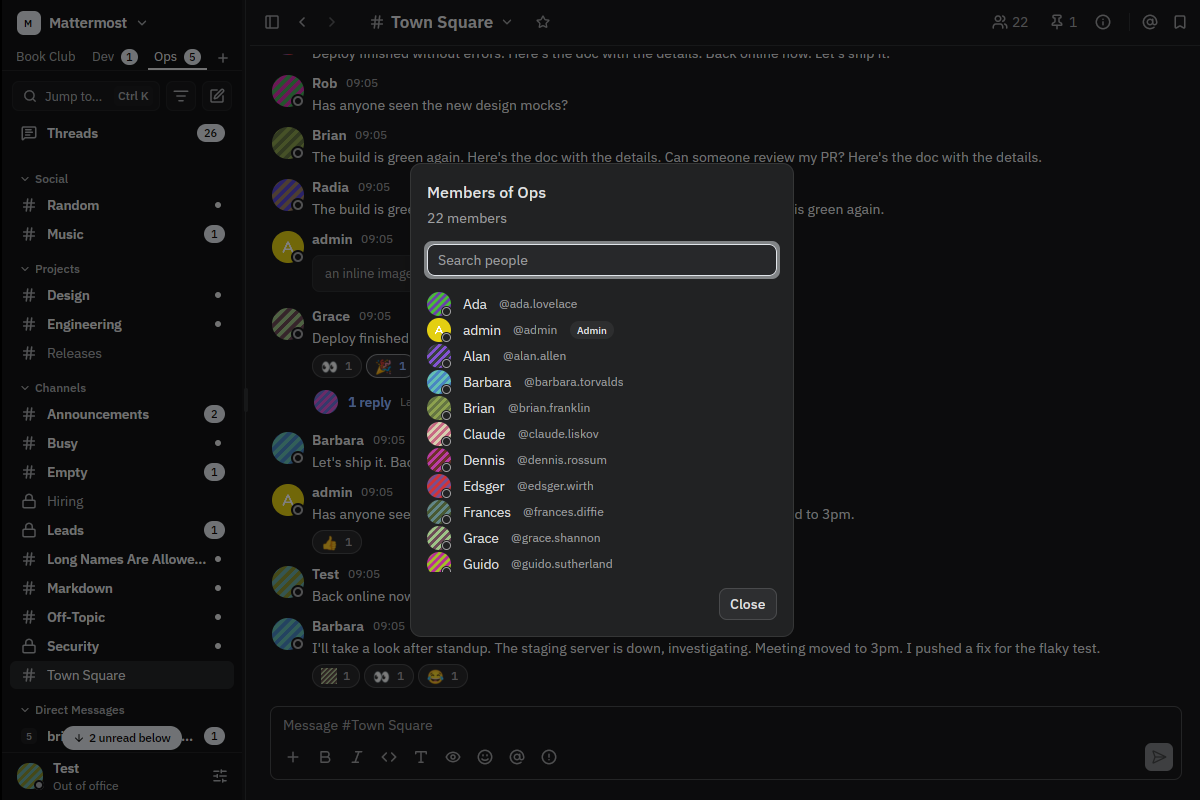 M Mattermost
Book Club Dev 1 Ops 5
Jump to... Ctrl K
Threads 26
Social
Random
Music 1
Projects
Design
Engineering
Releases
Channels
Announcements 2
Busy
Empty 1
Hiring
Leads 1
Long Names Are Allowe...
Markdown
Off-Topic
Security
Town Square
Direct Messages
5 bri ... 1
2 unread below
Test
Out of office
Town Square 22 1
Deploy finished without errors. Here's the doc with the details. Back online now. Let's ship it.
Rob 09:05
Has anyone seen the new design mocks?
Brian 09:05
The build is green again. Here's the doc with the details. Can someone review my PR? Here's the doc with the details.
Radia 09:05
The build is gree is green again.
A admin 09:05
an inline image
Grace 09:05
Deploy finished
1 1
1 reply La
Barbara 09:05
Let's ship it. Bac
A admin 09:05
Has anyone see d to 3pm.
1
Test 09:05
Back online now
Barbara 09:05
I'll take a look after standup. The staging server is down, investigating. Meeting moved to 3pm. I pushed a fix for the flaky test.
1 1 1
Message #Town Square
Members of Ops
22 members
Search people
Ada @ada.lovelace
A admin @admin Admin
Alan @alan.allen
Barbara @barbara.torvalds
Brian @brian.franklin
Claude @claude.liskov
Dennis @dennis.rossum
Edsger @edsger.wirth
Frances @frances.diffie
Grace @grace.shannon
Guido @guido.sutherland
Close